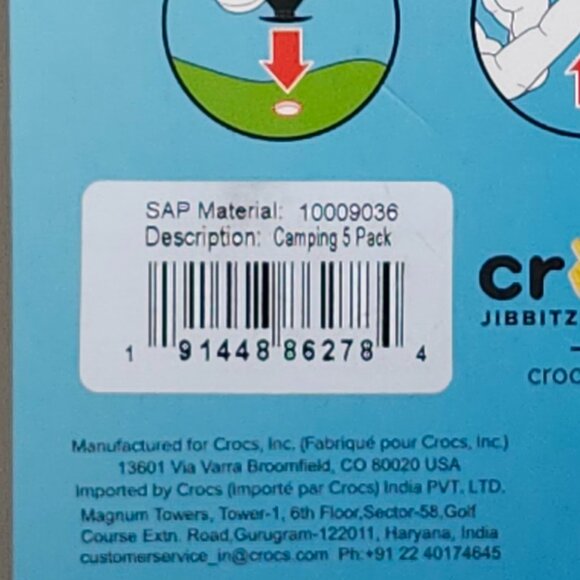 SAP Material: 10009036
Description: Camping 5 Pack
1 91448 86278 4
cr
JIBBITZ
croc
Manufactured for Crocs, Inc. (Fabriqué pour Crocs, Inc.)
13601 Via Varra Broomfield, CO 80020 USA
Imported by Crocs (importé par Crocs) India PVT. LTD.
Magnum Towers, Tower-1, 6th Floor,Sector-58,Golf
Course Extn. Road,Gurugram-122011, Haryana, India
customerservice_in@crocs.com Ph:+91 22 40174645